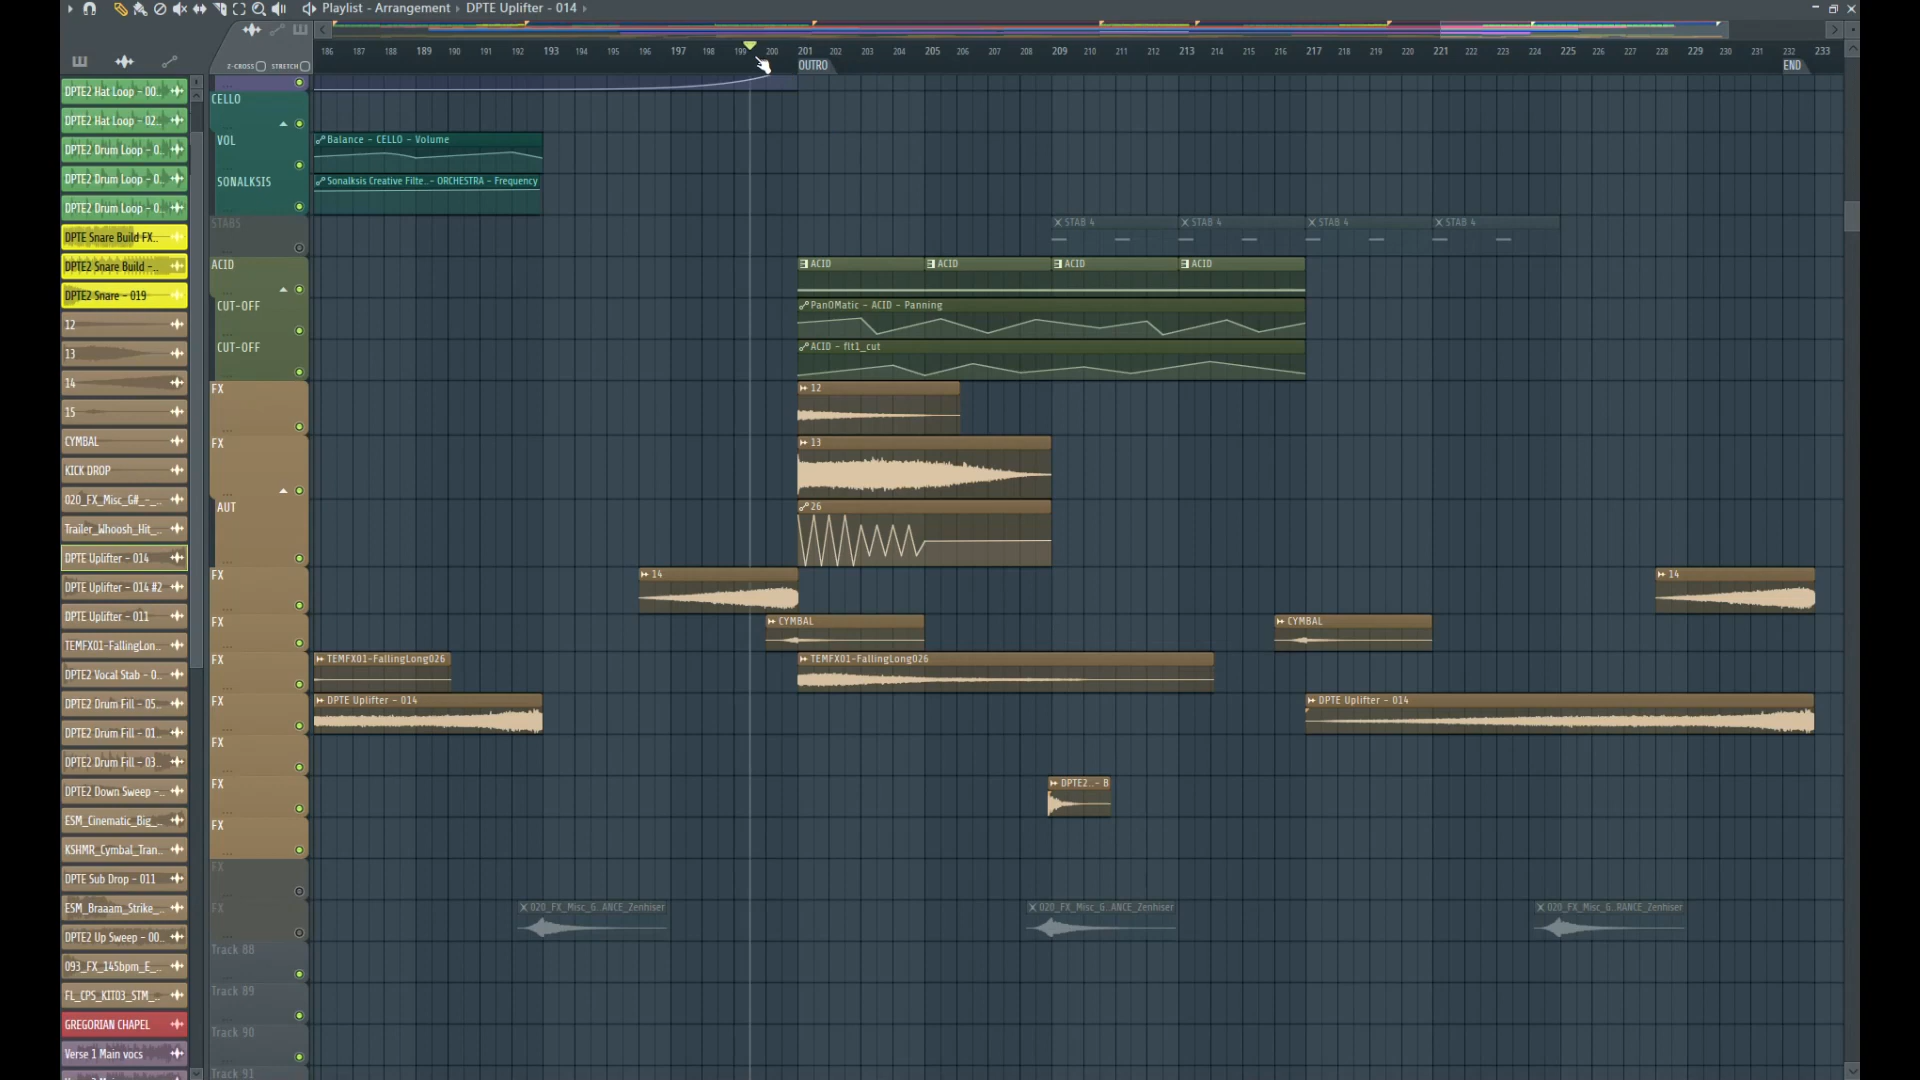 Playlist - Arrangement › DPTE Uplifter - 014 ›
186 187 188 189 190 191 192 193 194 195 196 197 198 199 200 201 202 203 204 205 206 207 208 209 210 211 212 213 214 215 216 217 218 219 220 221 222 223 224 225 226 227 228 229 230 231 232 233
Z-CROSS STRETCH
OUTRO
END
DPTE2 Hat Loop - 00..
DPTE2 Hat Loop - 02..
DPTE2 Drum Loop - 0..
DPTE2 Drum Loop - 0..
DPTE2 Drum Loop - 0..
DPTE Snare Build FX..
DPTE2 Snare Build -..
DPTE2 Snare - 019
12
13
14
15
CYMBAL
KICK DROP
020_FX_Misc_G#_-_..
Trailer_Whoosh_Hit_..
DPTE Uplifter - 014
DPTE Uplifter - 014 #2
DPTE Uplifter - 011
TEMFX01-FallingLon..
DPTE2 Vocal Stab - 0..
DPTE2 Drum Fill - 05..
DPTE2 Drum Fill - 01..
DPTE2 Drum Fill - 03..
DPTE2 Down Sweep -..
ESM_Cinematic_Big_..
KSHMR_Cymbal_Tran..
DPTE Sub Drop - 011
ESM_Braaam_Strike_..
DPTE2 Up Sweep - 00..
093_FX_145bpm_E_..
FL_CPS_KIT03_STM_..
GREGORIAN CHAPEL
Verse 1 Main vocs
CELLO
VOL
Balance - CELLO - Volume
SONALKSIS
Sonalksis Creative Filte..- ORCHESTRA - Frequency
STABS
STAB 4 STAB 4 STAB 4 STAB 4
ACID
ACID ACID ACID ACID
CUT-OFF
PanOMatic - ACID - Panning
CUT-OFF
ACID - flt1_cut
FX
12
FX
13
AUT
26
FX
14 14
FX
CYMBAL CYMBAL
FX
TEMFX01-FallingLong026 TEMFX01-FallingLong026
FX
DPTE Uplifter - 014 DPTE Uplifter - 014
FX
FX
DPTE2..- B
FX
FX
FX
020_FX_Misc_G..ANCE_Zenhiser 020_FX_Misc_G..ANCE_Zenhiser 020_FX_Misc_G..RANCE_Zenhiser
Track 88
Track 89
Track 90
Track 91